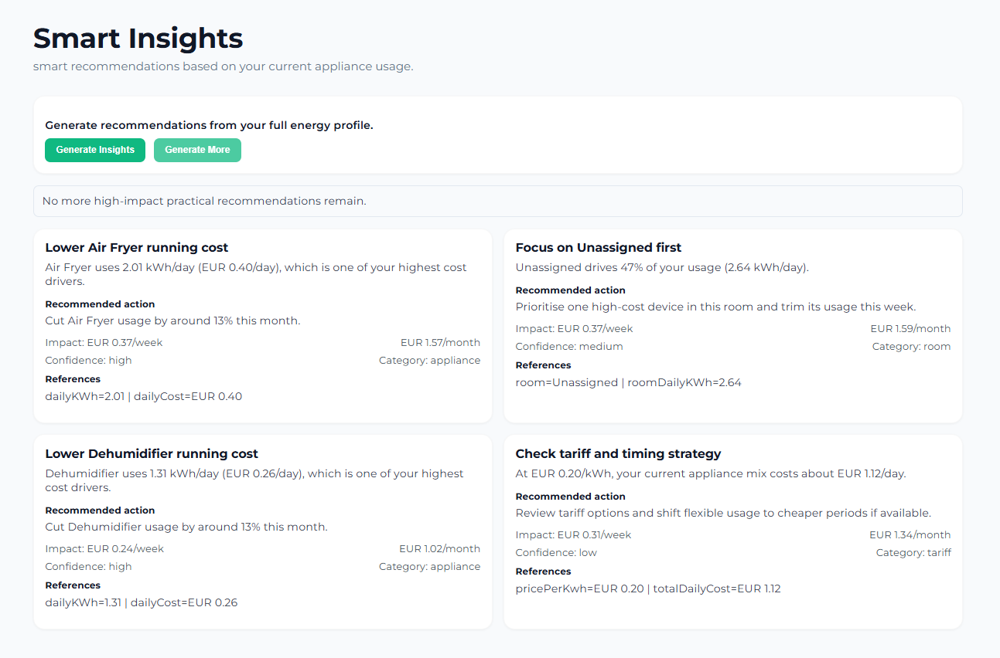 Smart Insights
smart recommendations based on your current appliance usage.
Generate recommendations from your full energy profile.
Generate Insights
Generate More
No more high-impact practical recommendations remain.
Lower Air Fryer running cost
Air Fryer uses 2.01 kWh/day (EUR 0.40/day), which is one of your highest cost
drivers.
Recommended action
Cut Air Fryer usage by around 13% this month.
Impact: EUR 0.37/week EUR 1.57/month
Confidence: high Category: appliance
References
dailyKWh=2.01 | dailyCost=EUR 0.40
Focus on Unassigned first
Unassigned drives 47% of your usage (2.64 kWh/day).
Recommended action
Prioritise one high-cost device in this room and trim its usage this week.
Impact: EUR 0.37/week EUR 1.59/month
Confidence: medium Category: room
References
room=Unassigned | roomDailyKWh=2.64
Lower Dehumidifier running cost
Dehumidifier uses 1.31 kWh/day (EUR 0.26/day), which is one of your highest
cost drivers.
Recommended action
Cut Dehumidifier usage by around 13% this month.
Impact: EUR 0.24/week EUR 1.02/month
Confidence: high Category: appliance
References
dailyKWh=1.31 | dailyCost=EUR 0.26
Check tariff and timing strategy
At EUR 0.20/kWh, your current appliance mix costs about EUR 1.12/day.
Recommended action
Review tariff options and shift flexible usage to cheaper periods if available.
Impact: EUR 0.31/week EUR 1.34/month
Confidence: low Category: tariff
References
pricePerKwh=EUR 0.20 | totalDailyCost=EUR 1.12